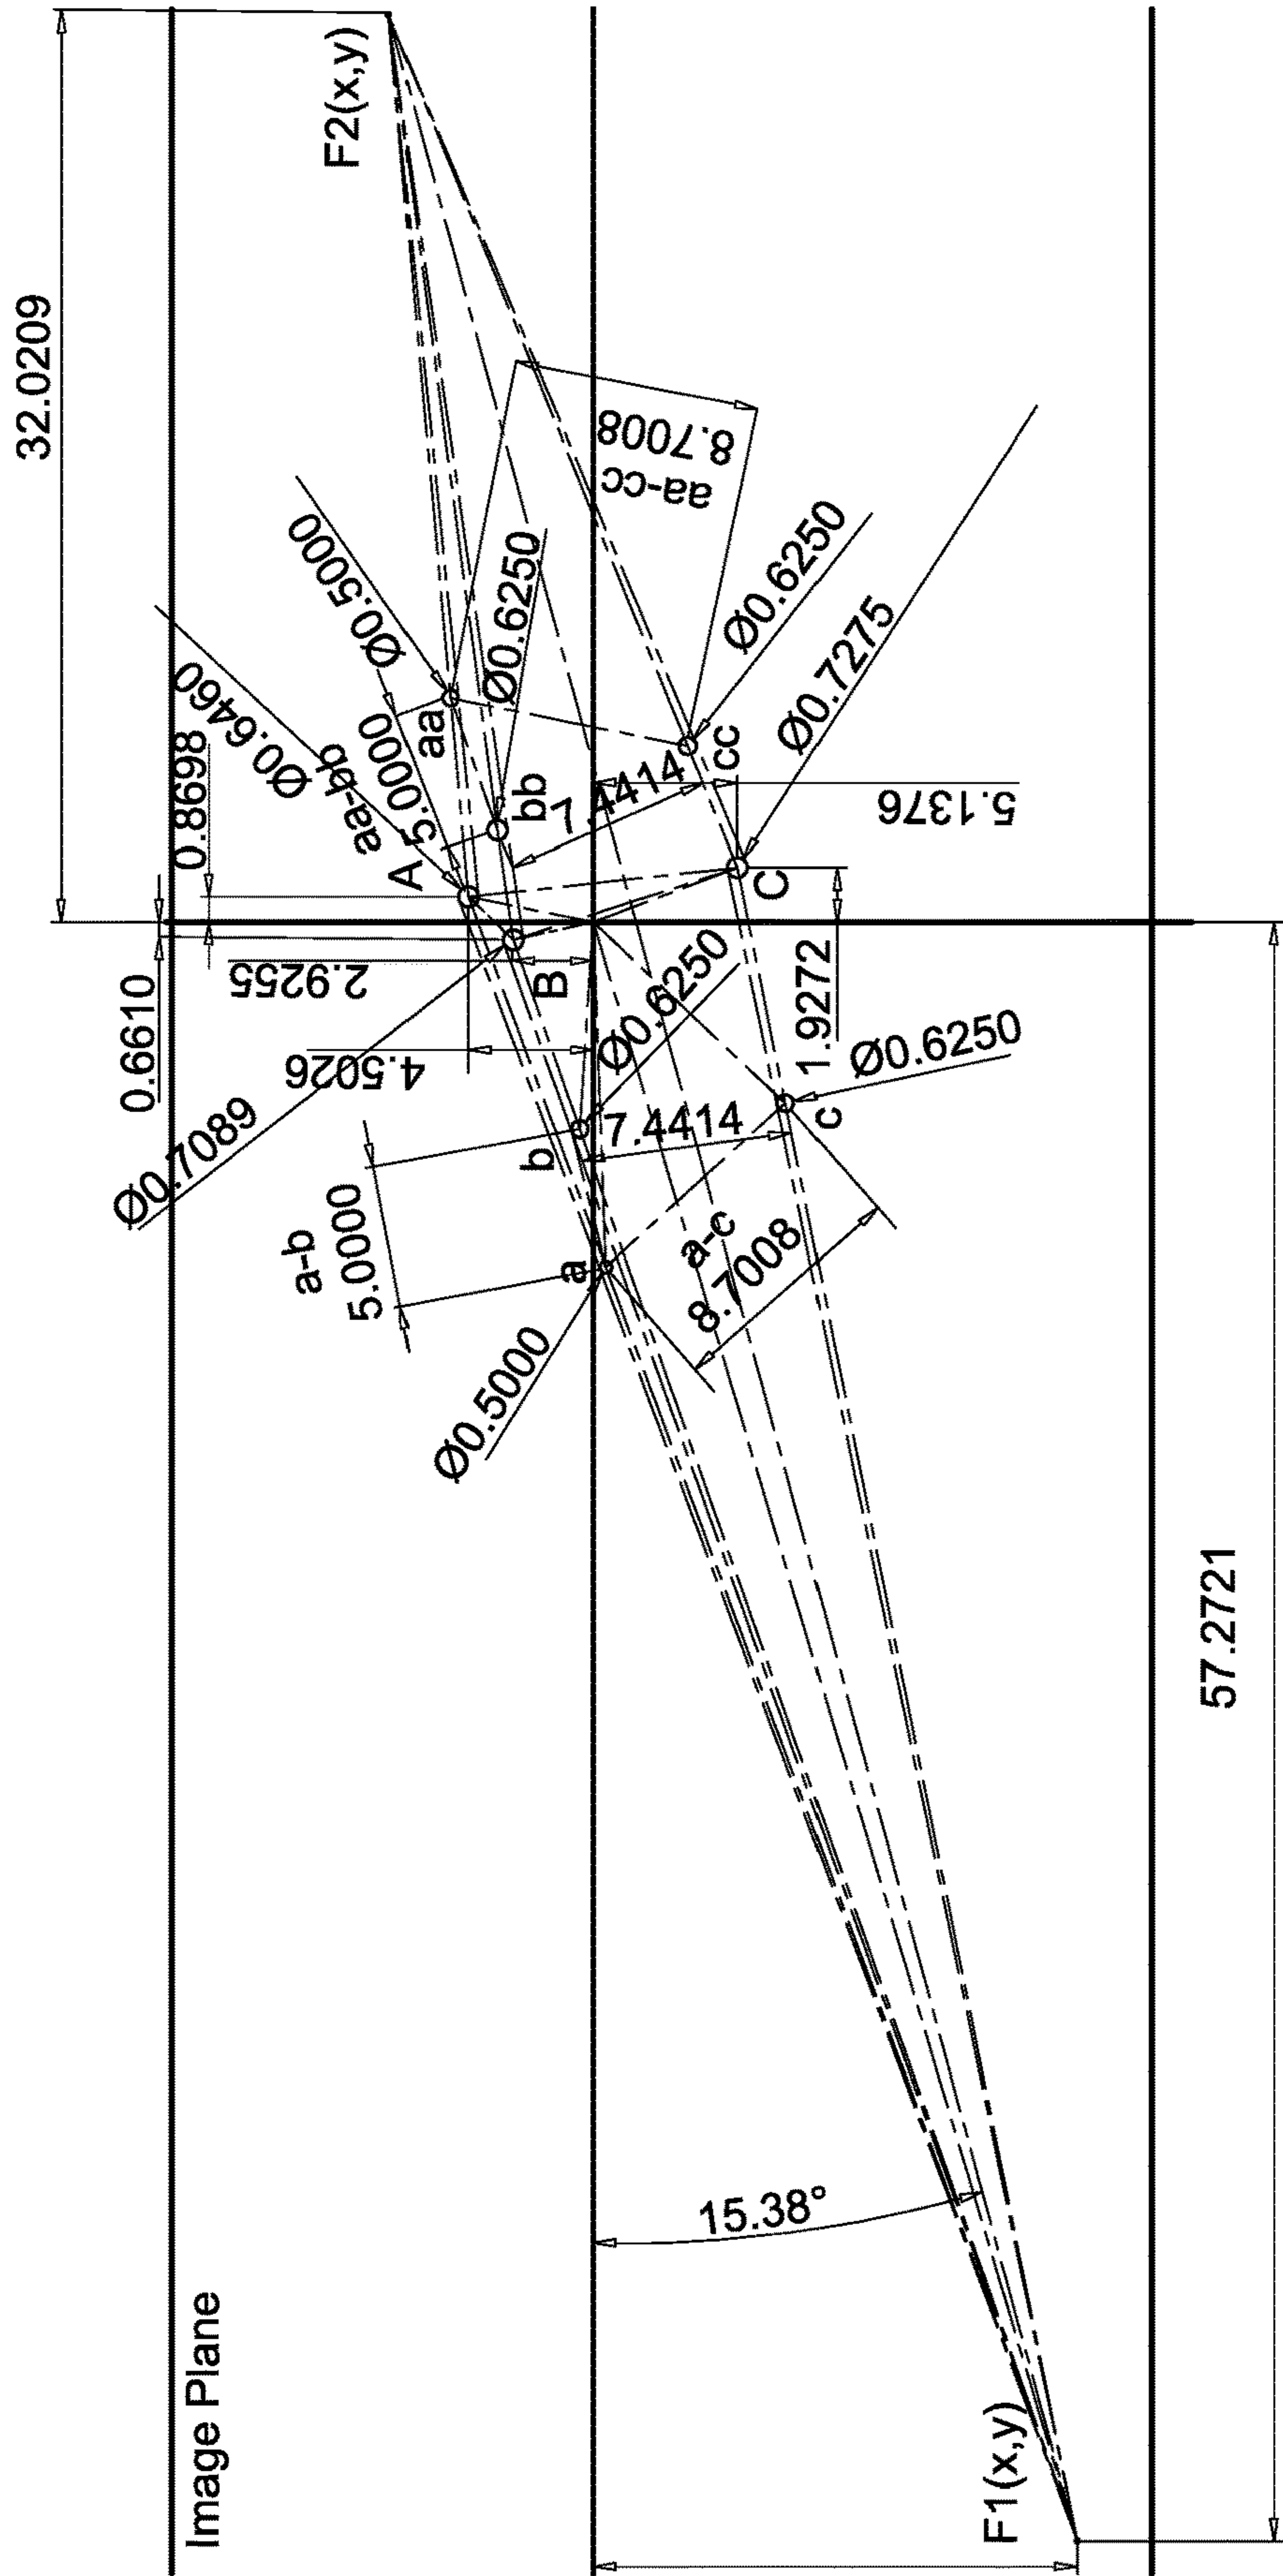 32.0209
F2(x,y)
aa-cc
8.7008
Ø0.5000
Ø0.6250
Ø0.6250
Ø0.7275
Ø0.6460
aa-bb
5.0000
aa
bb
cc
7.4414
5.1376
0.8698
0.6610
A
B
C
2.9255
4.5026
1.9272
Ø0.7089
Ø0.6250
Ø0.6250
7.4414
b
c
a
a-b
5.0000
a-c
8.7008
Ø0.5000
57.2721
15.38°
Image Plane
F1(x,y)